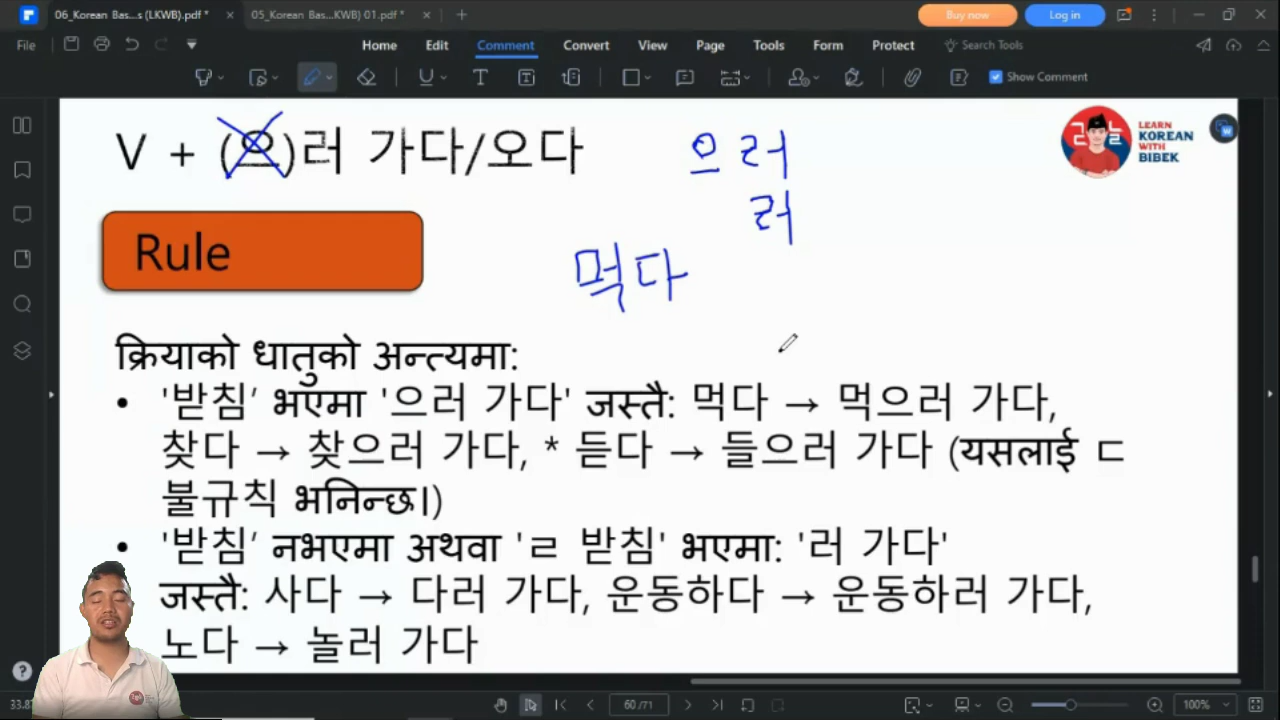 06_Korean Bas...s (LKWB).pdf *
05_Korean Bas...KWB) 01.pdf *
Buy now
Log in
File
Home
Edit
Comment
Convert
View
Page
Tools
Form
Protect
Search Tools
Show Comment
V + (으)러 가다/오다
으러
러
LEARN
KOREAN
WITH
BIBEK
Rule
먹다
क्रियाको धातुको अन्त्यमा:
• '받침' भएमा '으러 가다' जस्तै: 먹다 → 먹으러 가다,
찾다 → 찾으러 가다, * 듣다 → 들으러 가다 (यसलाई ㄷ
불규칙 भनिन्छ।)
• '받침' नभएमा अथवा 'ㄹ 받침' भएमा: '러 가다'
जस्तै: 사다 → 다러 가다, 운동하다 → 운동하러 가다,
노다 → 놀러 가다
60/71
100%